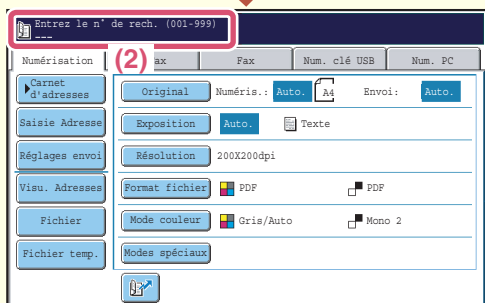 Entrez le n° de rech. (001-999)
---
Numérisation
(2)
ax
Fax
Num. clé USB
Num. PC
Carnet
d'adresses
Original
Numéris.:
Auto.
A4
Envoi:
Auto.
Saisie Adresse
Exposition
Auto.
Texte
Réglages envoi
Résolution
200X200dpi
Visu. Adresses
Format fichier
PDF
PDF
Fichier
Mode couleur
Gris/Auto
Mono 2
Fichier temp.
Modes spéciaux